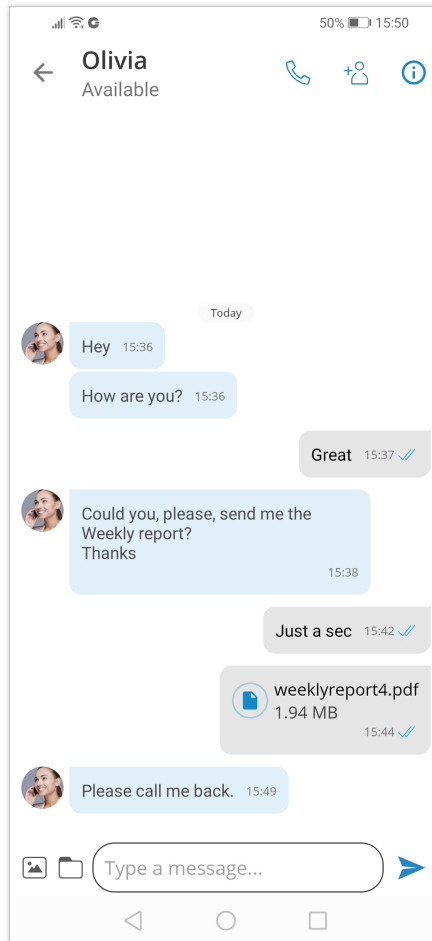 50% 15:50
Olivia
Available
Today
Hey 15:36
How are you? 15:36
Great 15:37
Could you, please, send me the
Weekly report?
Thanks
15:38
Just a sec 15:42
weeklyreport4.pdf
1.94 MB
15:44
Please call me back. 15:49
Type a message...